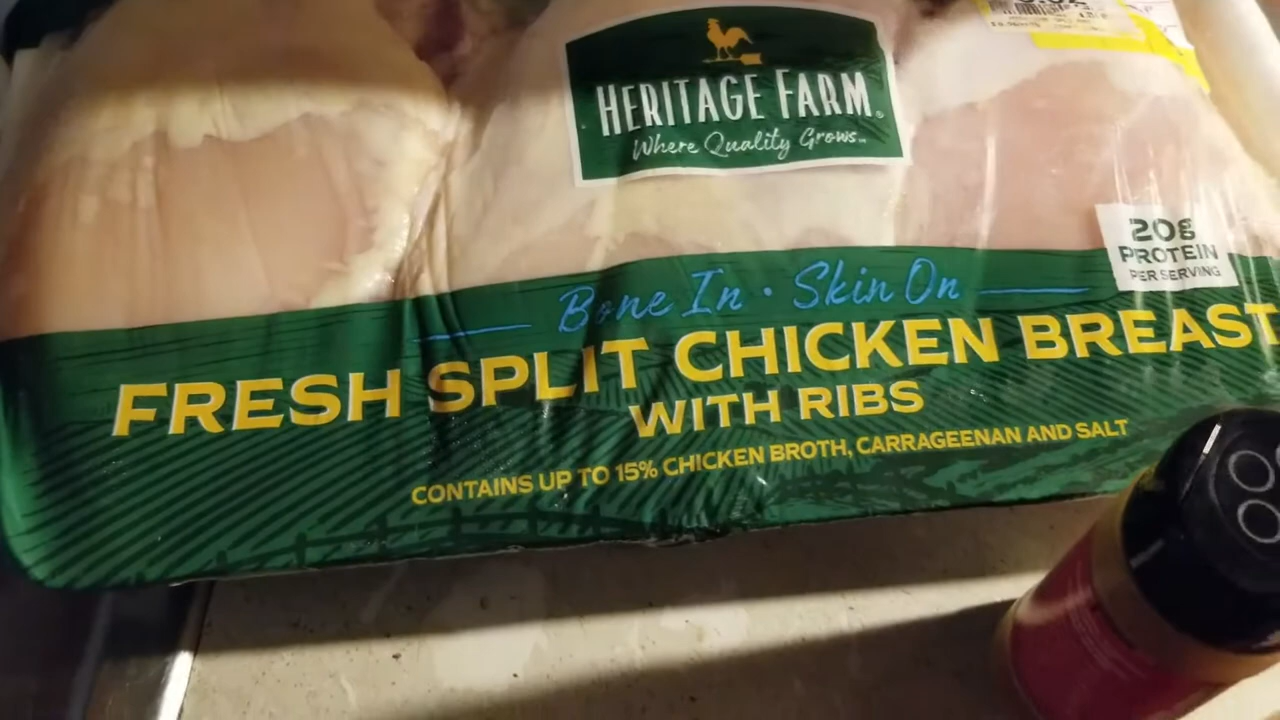 HERITAGE FARM®
Where Quality Grows™
20g
PROTEIN
PER SERVING
Bone In · Skin On
FRESH SPLIT CHICKEN BREAST
WITH RIBS
CONTAINS UP TO 15% CHICKEN BROTH, CARRAGEENAN AND SALT